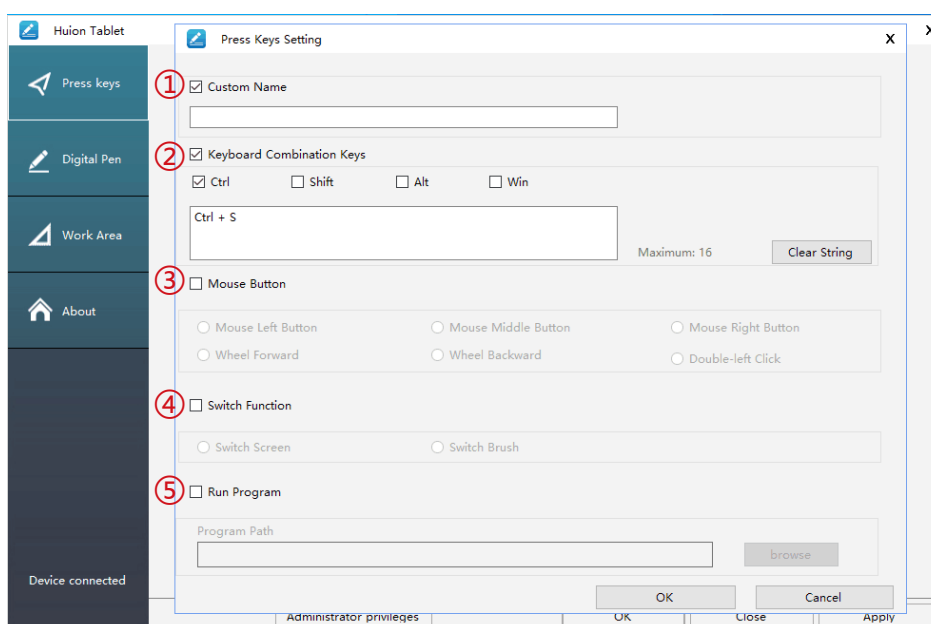 Huion Tablet
x
Press Keys Setting
x
Press keys
Digital Pen
Work Area
About
Device connected
① Custom Name
② Keyboard Combination Keys
Ctrl Shift Alt Win
Ctrl + S
Maximum: 16 Clear String
③ Mouse Button
Mouse Left Button Mouse Middle Button Mouse Right Button
Wheel Forward Wheel Backward Double-left Click
④ Switch Function
Switch Screen Switch Brush
⑤ Run Program
Program Path
browse
OK Cancel
Administrator privileges OK Close Apply